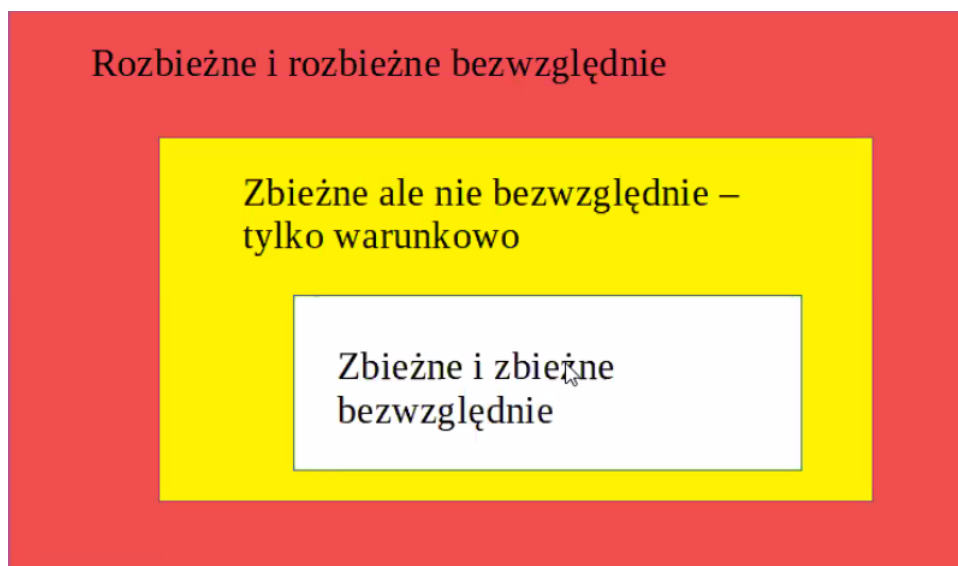 Rozbieżne i rozbieżne bezwzględnie
Zbieżne ale nie bezwzględnie –
tylko warunkowo
Zbieżne i zbieżne
bezwzględnie